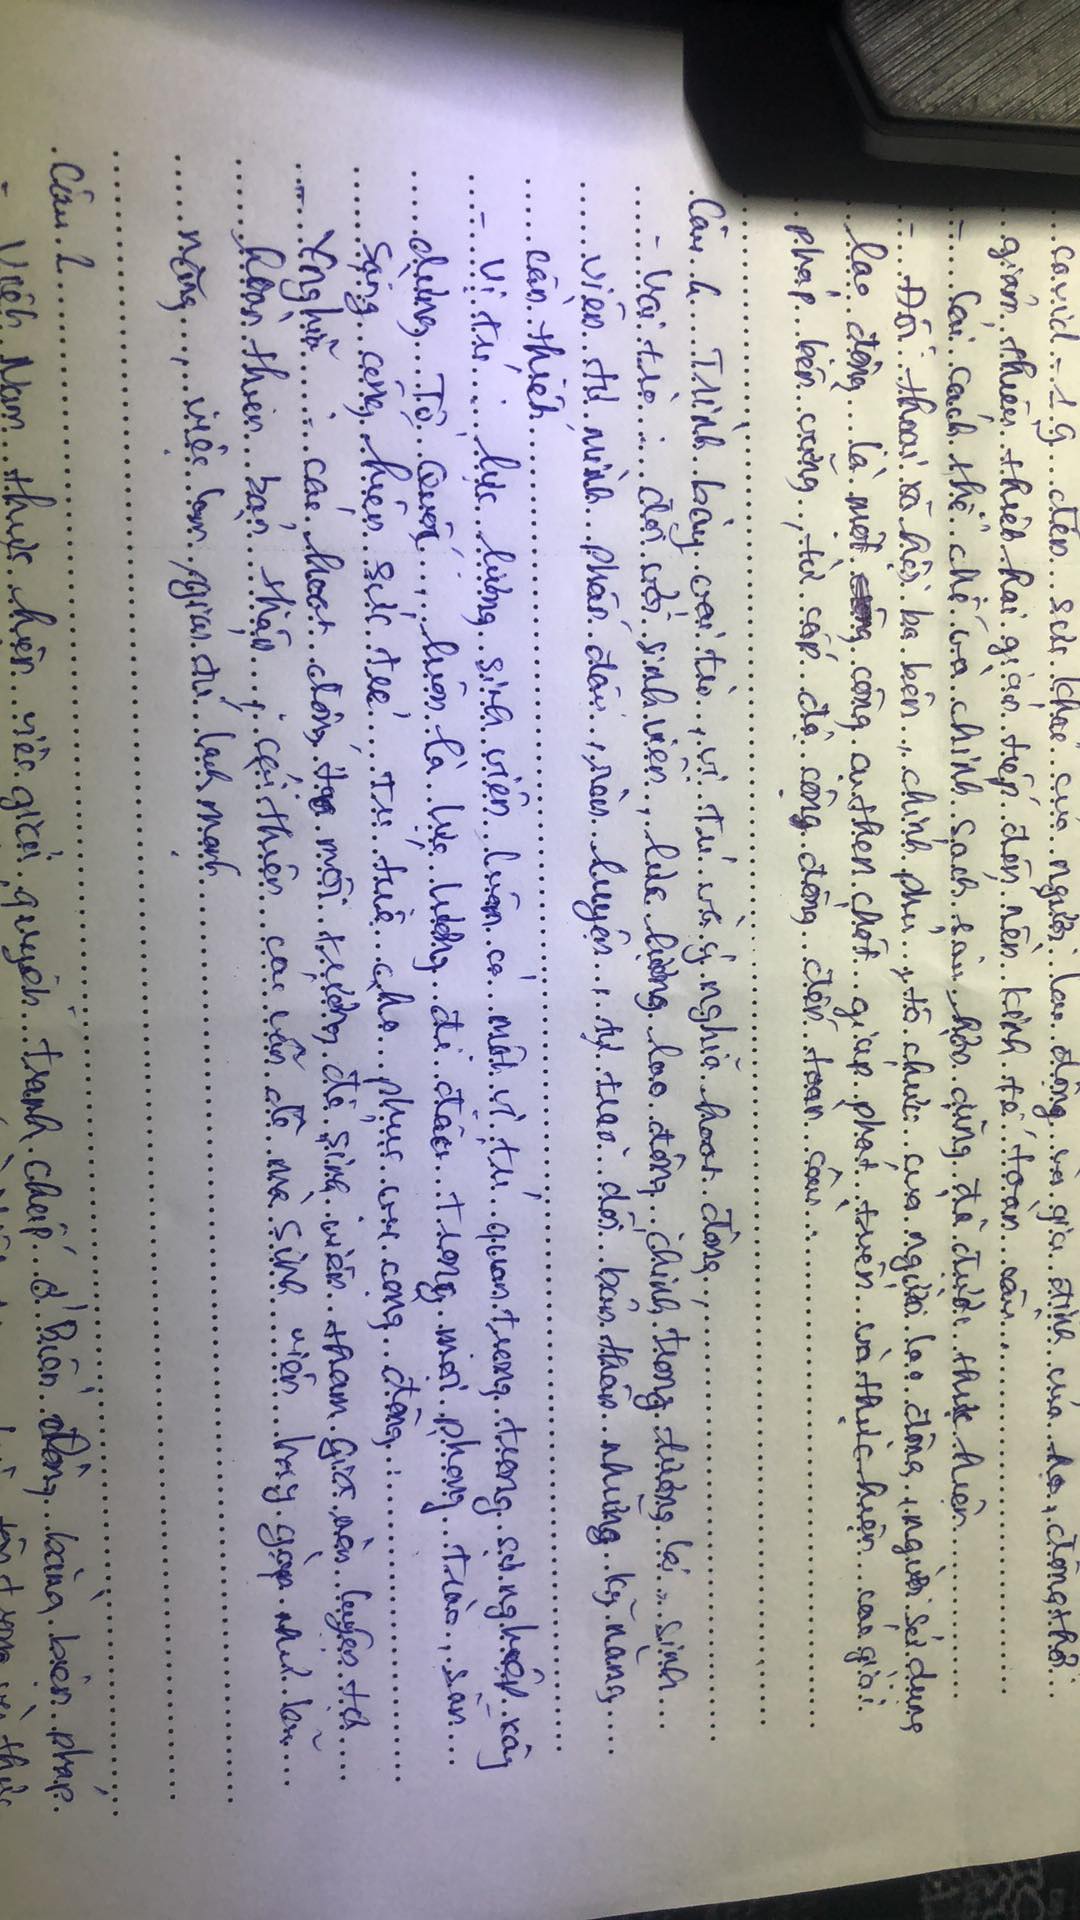 covid - 19 đến sức khoẻ của người lao động và gia đình của họ, đồng thời
giảm thiểu thiệt hại gián tiếp đến nền kinh tế toàn cầu.
- Cải cách thể chế và chính sách sâu hơn cũng đã được thực hiện
- Đối thoại xã hội ba bên, chính phủ, tổ chức của người lao động, người sử dụng
lao động là một công cụ then chốt giúp phát triển và thực hiện các giải
pháp bền vững, từ cấp độ cộng đồng đến toàn cầu.
Câu 4 Trình bày vai trò, vị trí và ý nghĩa hoạt động,
- Vai trò : đối với sinh viên, lực lượng lao động chính trong tương lai, sinh
viên tự mình phấn đấu, rèn luyện, tự trao dồi bản thân những kỹ năng
cần thiết
- Vị trí : lực lượng sinh viên luôn có một vị trí quan trọng trong sự nghiệp xây
dựng Tổ Quốc, luôn là lực lượng đi đầu trong mọi phong trào, sẵn
sàng cống hiến sức trẻ, trí tuệ cho phục vụ cộng đồng.
- Ý nghĩa : các hoạt động tạo môi trường để sinh viên tham gia rèn luyện
hoàn thiện bản thân, cải thiện các vấn đề mà sinh viên hay gặp như
năng, việc làm, giải trí lành mạnh
Câu 2
- Việt Nam thực hiện việc giải quyết tranh chấp ở Biển đông bằng biện pháp